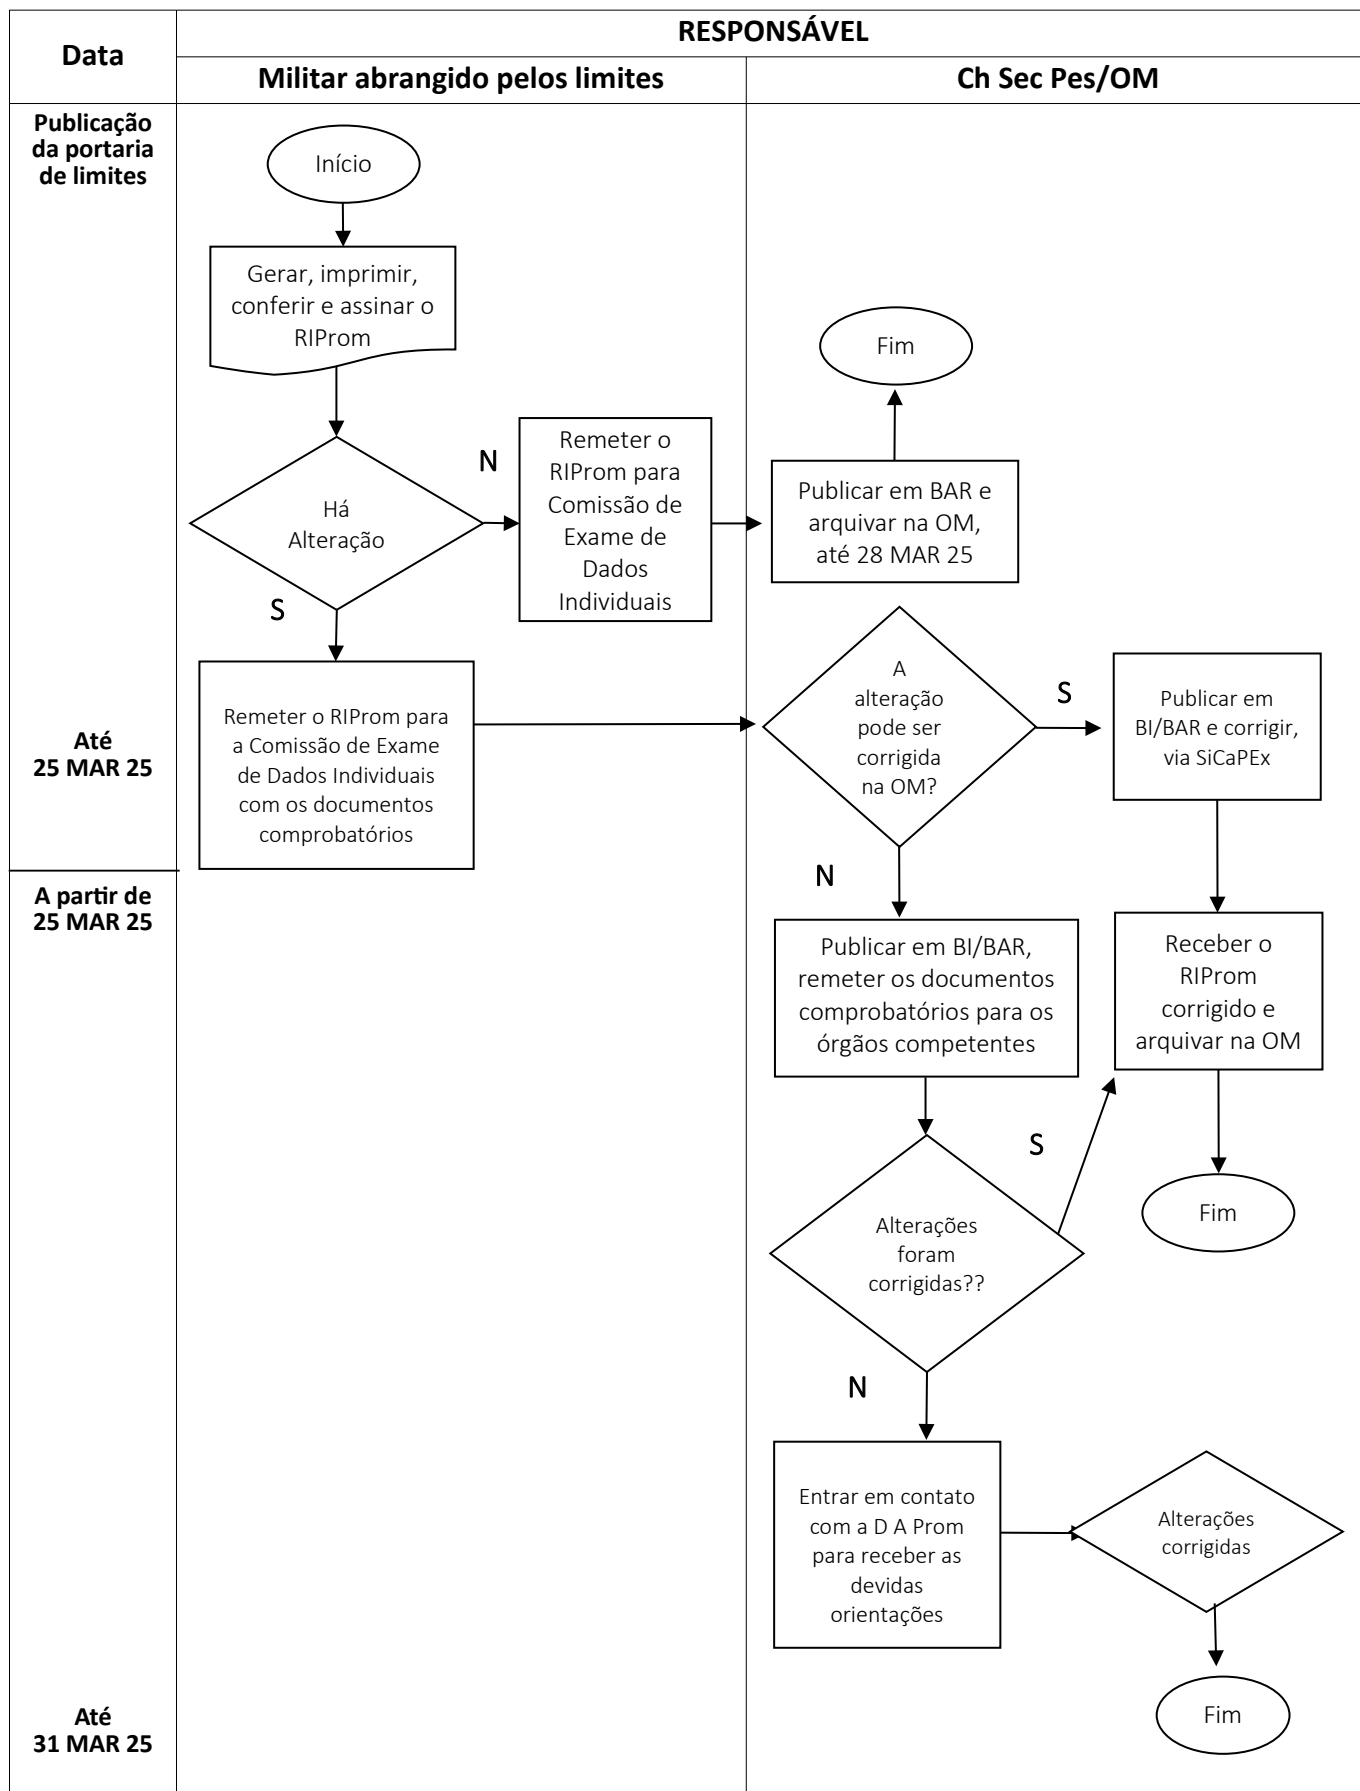 Data
RESPONSÁVEL
Militar abrangido pelos limites
Ch Sec Pes/OM
Publicação
da portaria
de limites
Início
Gerar, imprimir,
conferir e assinar o
RIProm
Há
Alteração
N
S
Remeter o
RIProm para
Comissão de
Exame de
Dados
Individuais
Publicar em BAR e
arquivar na OM,
até 28 MAR 25
Fim
Até
25 MAR 25
Remeter o RIProm para
a Comissão de Exame
de Dados Individuais
com os documentos
comprobatórios
A
alteração
pode ser
corrigida
na OM?
S
N
Publicar em
BI/BAR e corrigir,
via SiCaPEx
A partir de
25 MAR 25
Publicar em BI/BAR,
remeter os documentos
comprobatórios para os
órgãos competentes
Receber o
RIProm
corrigido e
arquivar na OM
Fim
Alterações
foram
corrigidas??
S
N
Entrar em contato
com a D A Prom
para receber as
devidas
orientações
Alterações
corrigidas
Fim
Até
31 MAR 25